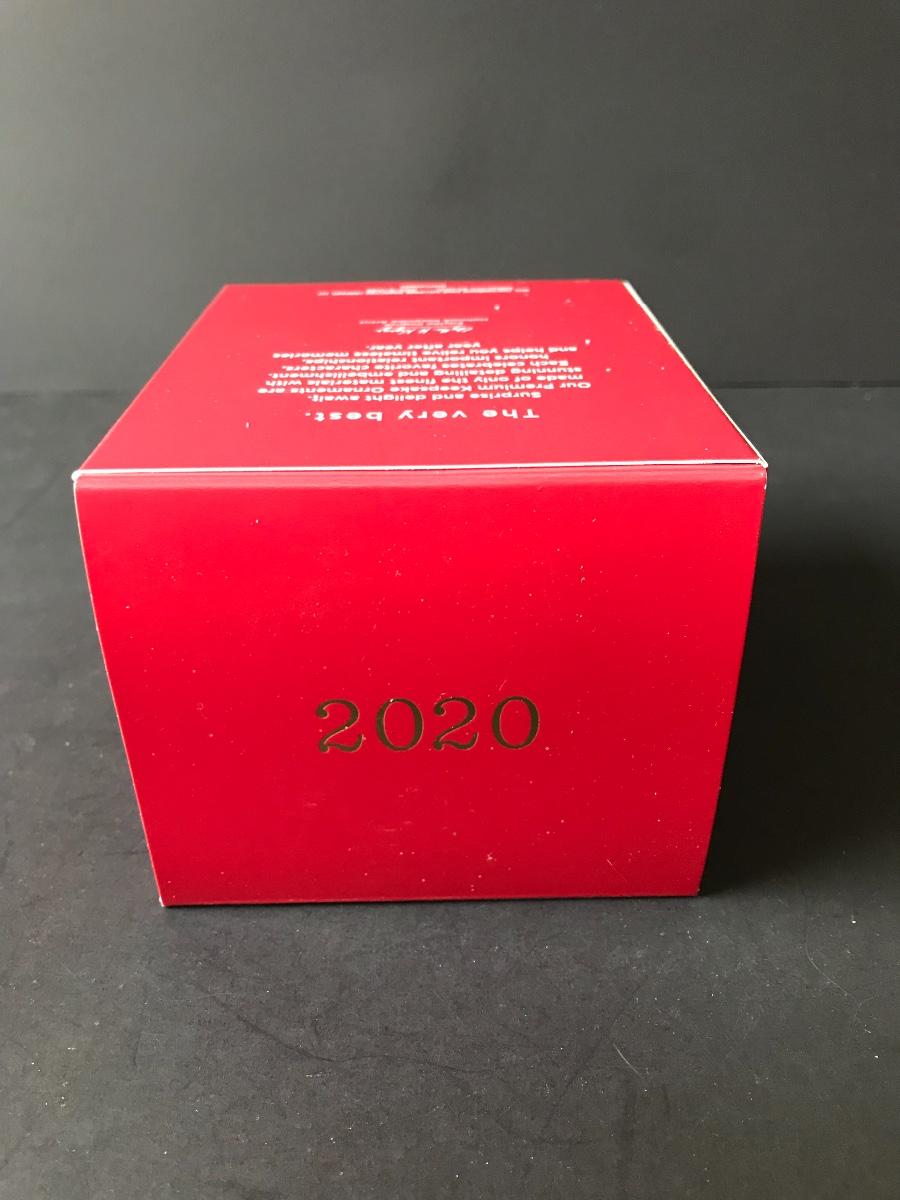 The very best.
Surprise and delight await.
Our Premium Keepsake Ornaments are
made of only the finest materials with
stunning detailing and embellishment.
Each celebrates favorite characters,
honors important relationships,
and helps you relive timeless memories
year after year.
2020